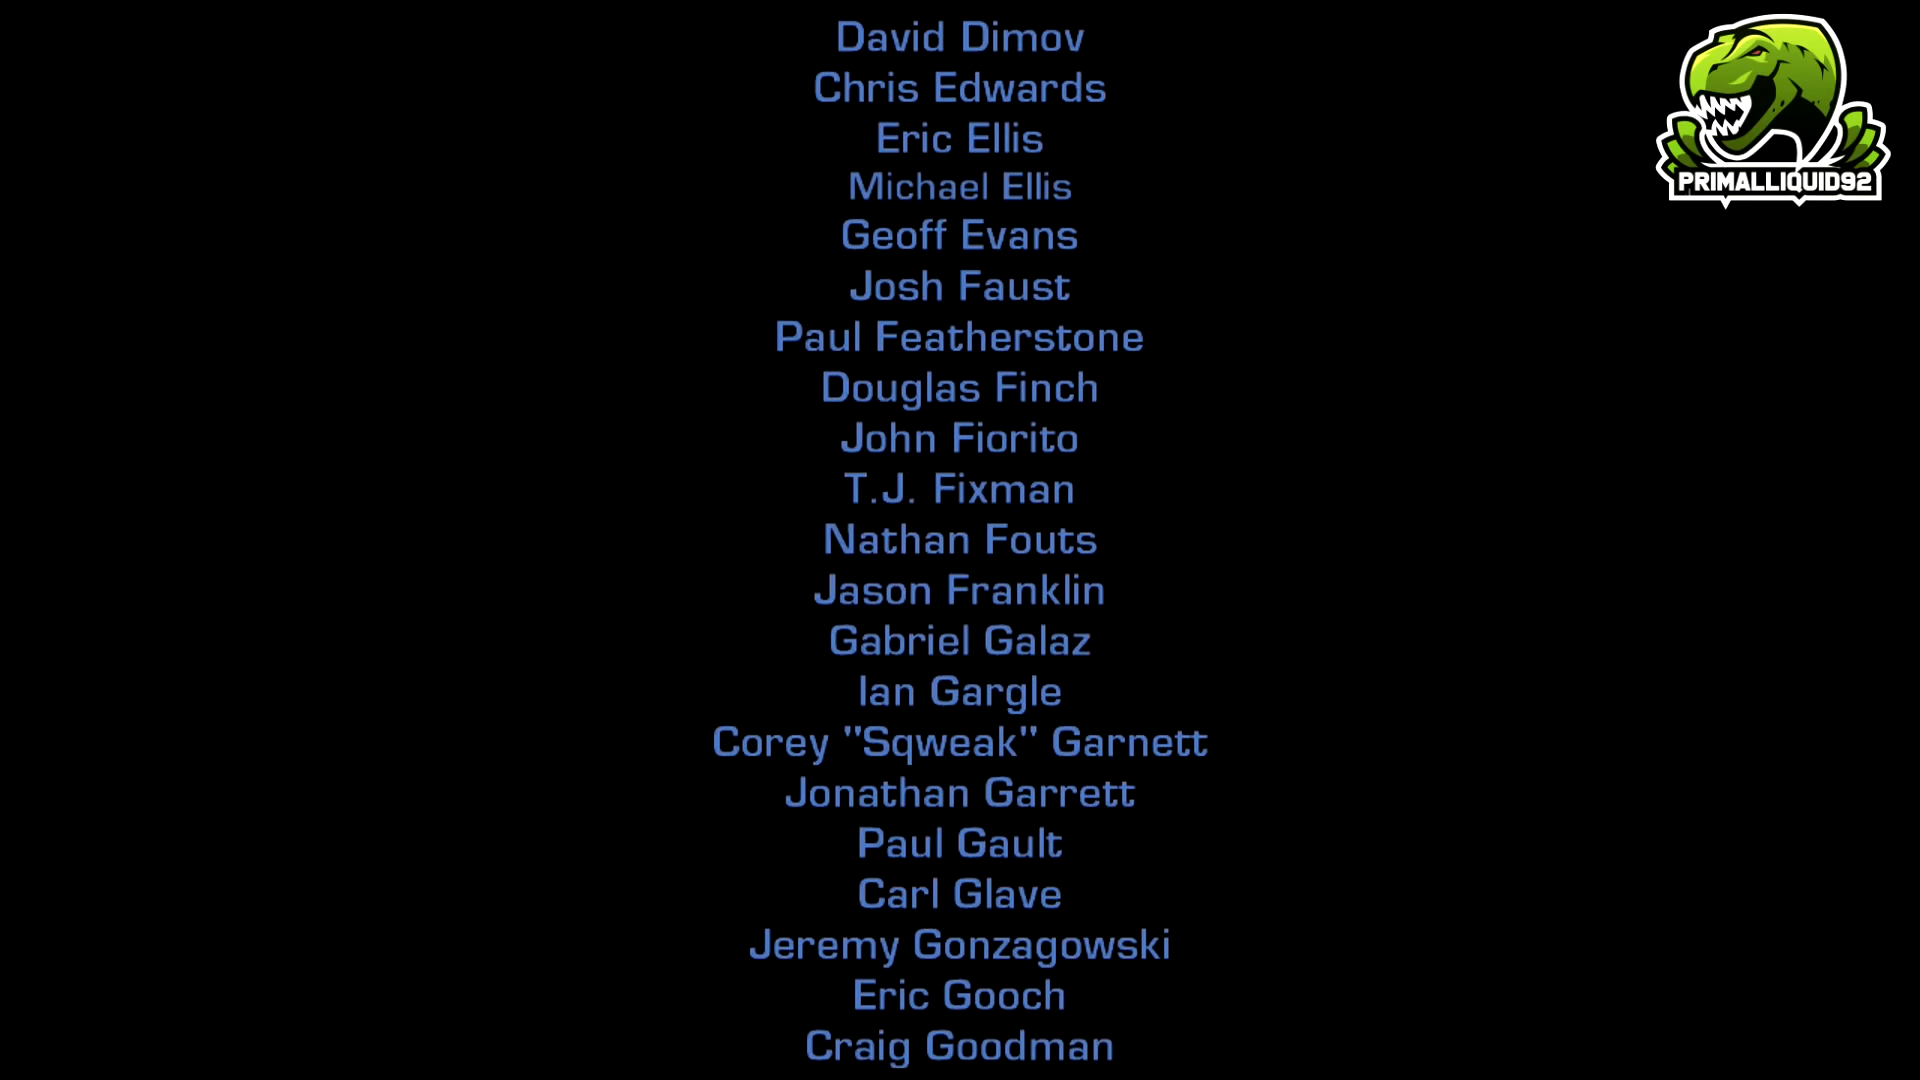 David Dimov
Chris Edwards
Eric Ellis
Michael Ellis
Geoff Evans
Josh Faust
Paul Featherstone
Douglas Finch
John Fiorito
T.J. Fixman
Nathan Fouts
Jason Franklin
Gabriel Galaz
Ian Gargle
Corey "Sqweak" Garnett
Jonathan Garrett
Paul Gault
Carl Glave
Jeremy Gonzagowski
Eric Gooch
Craig Goodman
PRIMALLIQUID92